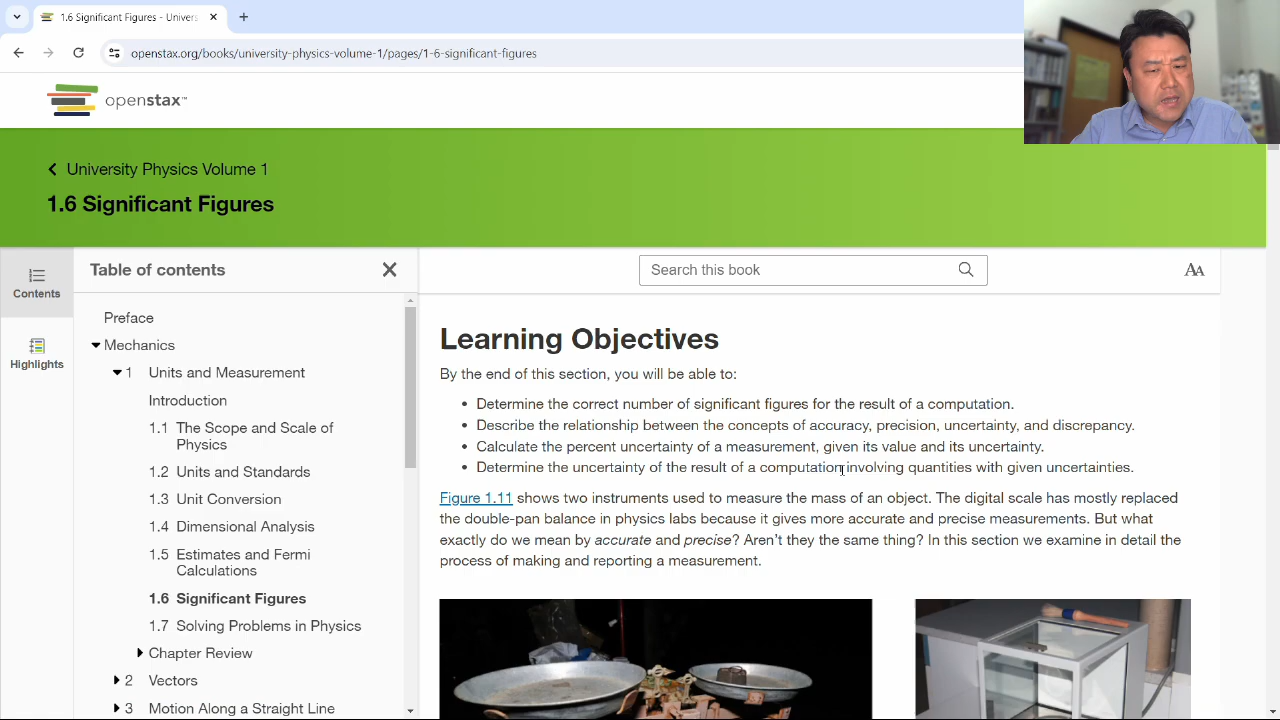 1.6 Significant Figures - Unive
openstax.org/books/university-physics-volume-1/pages/1-6-significant-figures
openstax™
University Physics Volume 1
1.6 Significant Figures
Contents
Highlights
Table of contents
Preface
Mechanics
1 Units and Measurement
Introduction
1.1 The Scope and Scale of
Physics
1.2 Units and Standards
1.3 Unit Conversion
1.4 Dimensional Analysis
1.5 Estimates and Fermi
Calculations
1.6 Significant Figures
1.7 Solving Problems in Physics
Chapter Review
2 Vectors
3 Motion Along a Straight Line
Search this book
AA
Learning Objectives
By the end of this section, you will be able to:
• Determine the correct number of significant figures for the result of a computation.
• Describe the relationship between the concepts of accuracy, precision, uncertainty, and discrepancy.
• Calculate the percent uncertainty of a measurement, given its value and its uncertainty.
• Determine the uncertainty of the result of a computation involving quantities with given uncertainties.
Figure 1.11 shows two instruments used to measure the mass of an object. The digital scale has mostly replaced
the double-pan balance in physics labs because it gives more accurate and precise measurements. But what
exactly do we mean by accurate and precise? Aren’t they the same thing? In this section we examine in detail the
process of making and reporting a measurement.